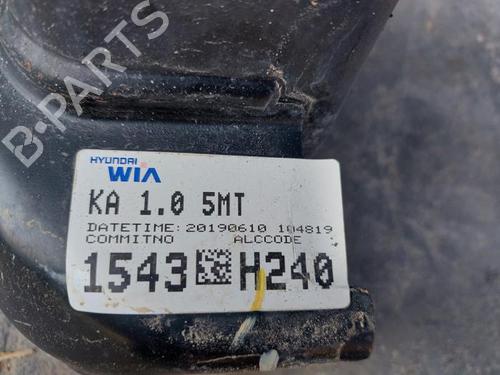 B-Parts
HYUNDAI
WIA
KA 1.0 5MT
DATETIME: 20190610 104819
COMMITNO ALCCODE
1543 H240